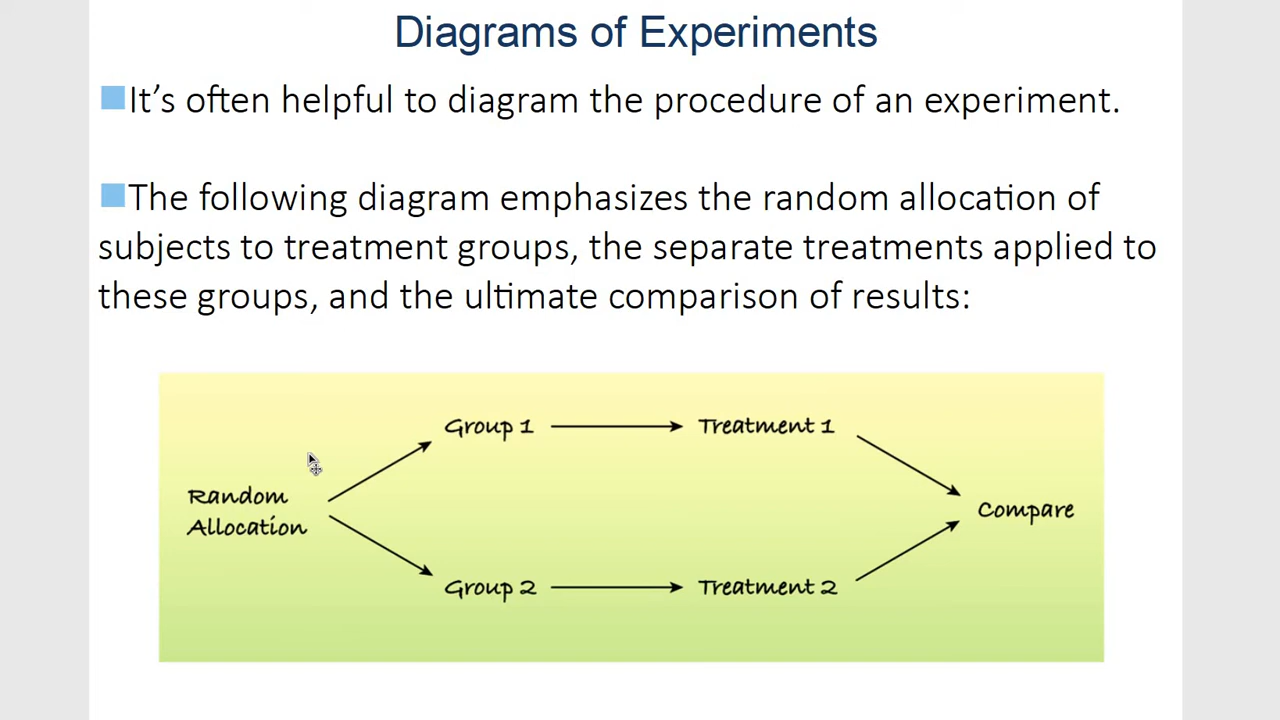 Diagrams of Experiments
It’s often helpful to diagram the procedure of an experiment.
The following diagram emphasizes the random allocation of
subjects to treatment groups, the separate treatments applied to
these groups, and the ultimate comparison of results:
Group 1
Treatment 1
Random
Allocation
Compare
Group 2
Treatment 2